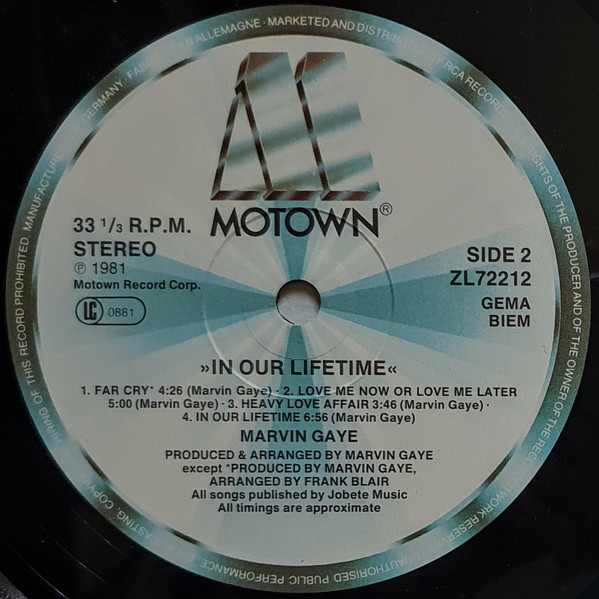 MOTOWN®
33 1/3 R.P.M.
STEREO
℗ 1981
Motown Record Corp.
LC 0881
SIDE 2
ZL72212
GEMA
BIEM
»IN OUR LIFETIME«
1. FAR CRY* 4:26 (Marvin Gaye) · 2. LOVE ME NOW OR LOVE ME LATER
5:00 (Marvin Gaye) · 3. HEAVY LOVE AFFAIR 3:46 (Marvin Gaye) ·
4. IN OUR LIFETIME 6:56 (Marvin Gaye)
MARVIN GAYE
PRODUCED & ARRANGED BY MARVIN GAYE
except *PRODUCED BY MARVIN GAYE,
ARRANGED BY FRANK BLAIR
All songs published by Jobete Music
All timings are approximate
GERMANY · ALLEMAGNE · MARKETED AND DISTRIBUTED BY RCA RECORD
RIGHTS OF THE PRODUCER AND OF THE OWNER OF THE
WORK RESERVED UNAUTHORISED PUBLIC PERFORMANCE
CASTING, COPY HIRING OF THIS RECORD PROHIBITED. MANUFACTURE